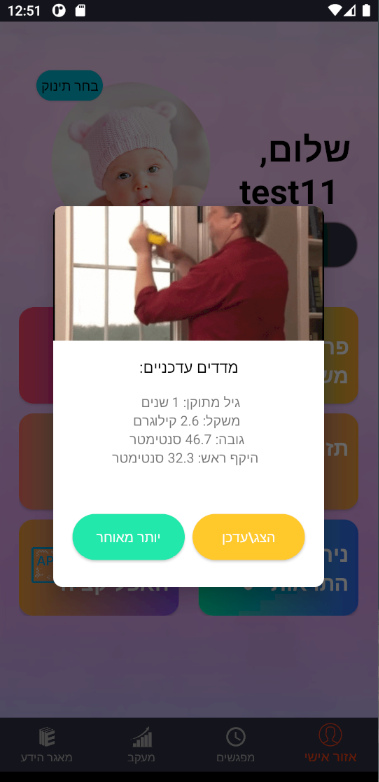 12:51
בחר תינוק
שלום,
test11
מדדים עדכניים:
גיל מתוקן: 1 שנים
משקל: 2.6 קילוגרם
גובה: 46.7 סנטימטר
היקף ראש: 32.3 סנטימטר
הצג\עדכן
יותר מאוחר
אזור אישי
מפגשים
מעקב
מאגר הידע